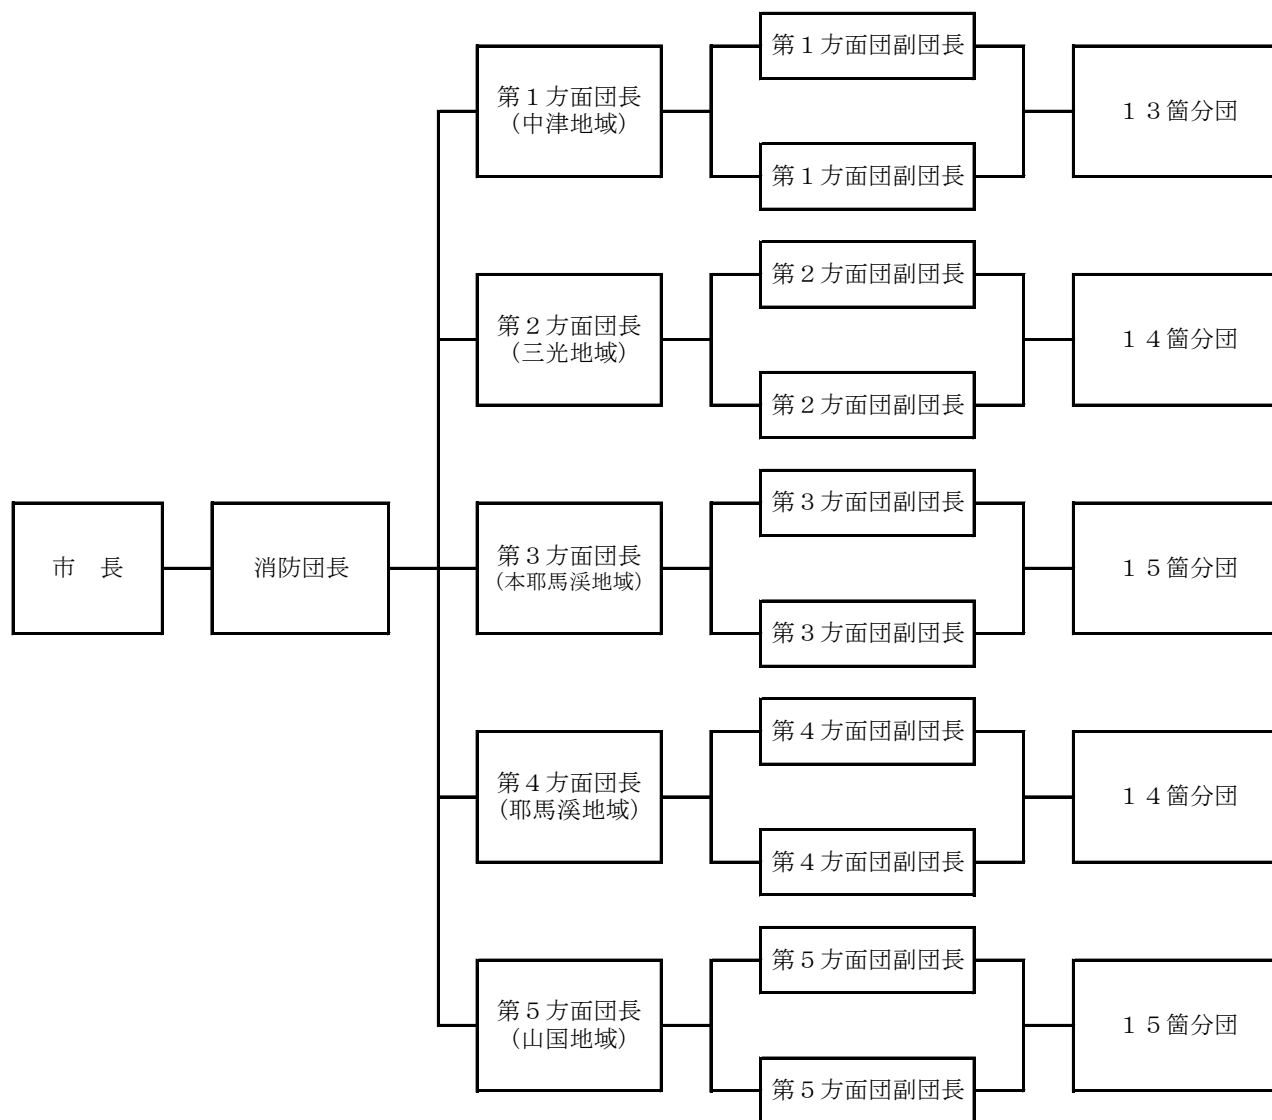 第１方面団副団長
第１方面団長
（中津地域）
１３箇分団
第１方面団副団長
第２方面団副団長
第２方面団長
（三光地域）
１４箇分団
第２方面団副団長
第３方面団副団長
市　長
消防団長
第３方面団長
（本耶馬溪地域）
１５箇分団
第３方面団副団長
第４方面団副団長
第４方面団長
（耶馬溪地域）
１４箇分団
第４方面団副団長
第５方面団副団長
第５方面団長
（山国地域）
１５箇分団
第５方面団副団長